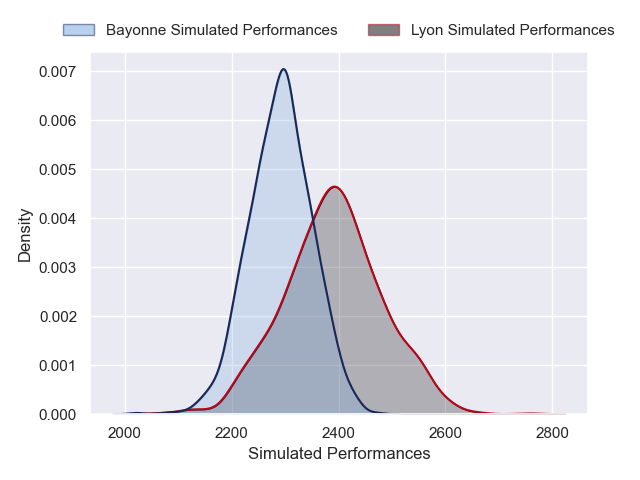 Bayonne Simulated Performances Lyon Simulated Performances
0.007
0.006
0.005
0.004
0.003
0.002
0.001
0.000
Density
2000 2200 2400 2600 2800
Simulated Performances